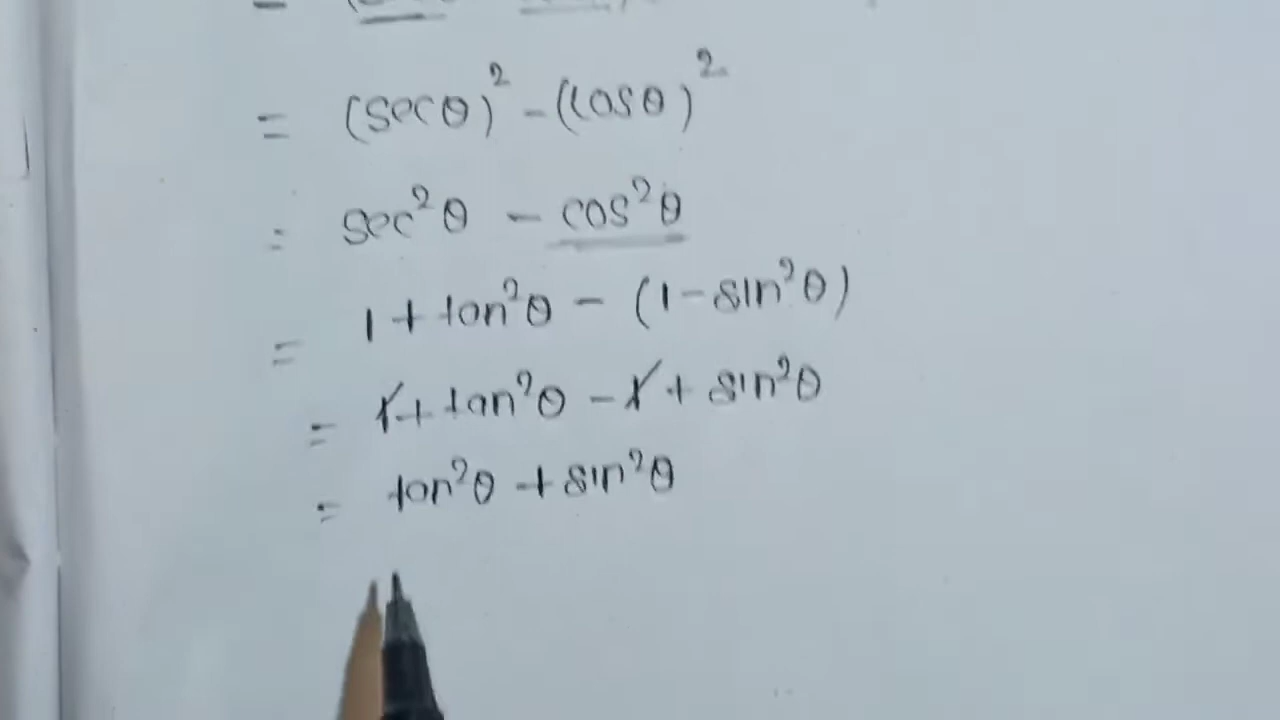 = (secθ)² - (cosθ)²
= sec²θ - cos²θ
= 1 + tan²θ - (1 - sin²θ)
= 1 + tan²θ - 1 + sin²θ
= tan²θ + sin²θ